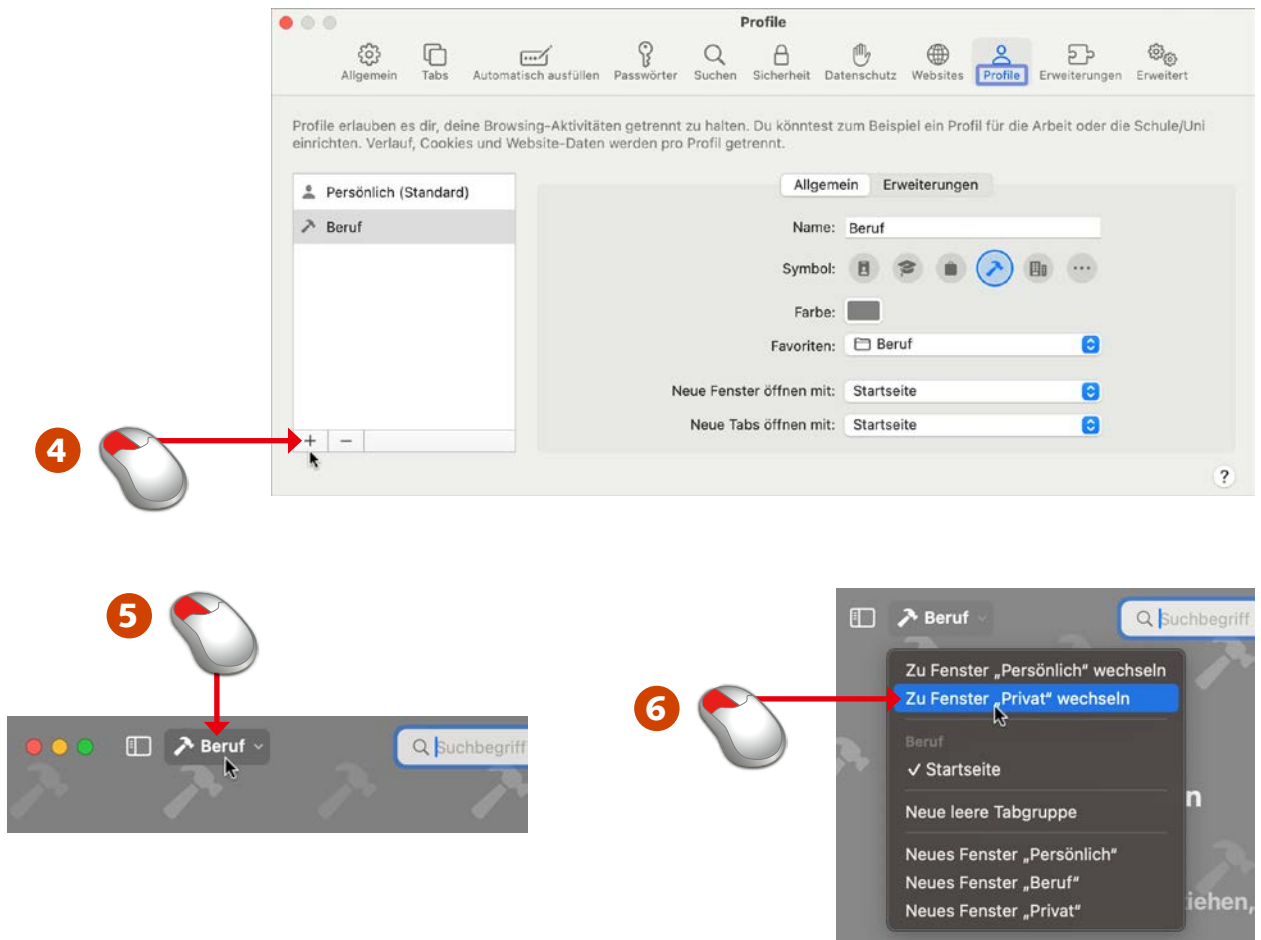 Profile
Allgemein Tabs Automatisch ausfüllen Passwörter Suchen Sicherheit Datenschutz Websites Profile Erweiterungen Erweitert
Profile erlauben es dir, deine Browsing-Aktivitäten getrennt zu halten. Du könntest zum Beispiel ein Profil für die Arbeit oder die Schule/Uni
einrichten. Verlauf, Cookies und Website-Daten werden pro Profil getrennt.
Persönlich (Standard)
Beruf
Allgemein Erweiterungen
Name: Beruf
Symbol:
Farbe:
Favoriten: Beruf
Neue Fenster öffnen mit: Startseite
Neue Tabs öffnen mit: Startseite
+ −
?
4
5
Beruf
Suchbegriff
6
Beruf
Suchbegriff
Zu Fenster „Persönlich“ wechseln
Zu Fenster „Privat“ wechseln
Beruf
✓ Startseite
Neue leere Tabgruppe
Neues Fenster „Persönlich“
Neues Fenster „Beruf“
Neues Fenster „Privat“
n
iehen,